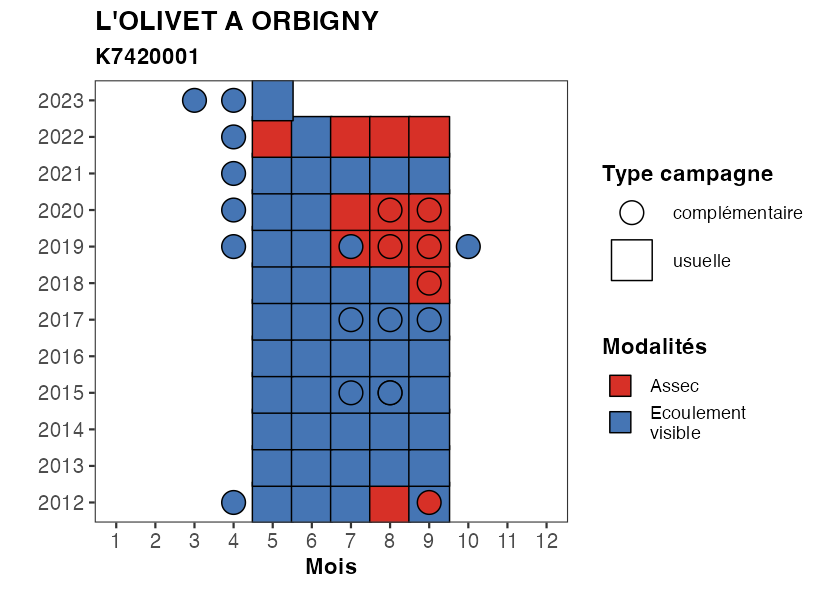 L'OLIVET A ORBIGNY
K7420001
2023
2022
2021
2020
2019
2018
2017
2016
2015
2014
2013
2012
1 2 3 4 5 6 7 8 9 10 11 12
Mois
Type campagne
complémentaire
usuelle
Modalités
Assec
Ecoulement
visible